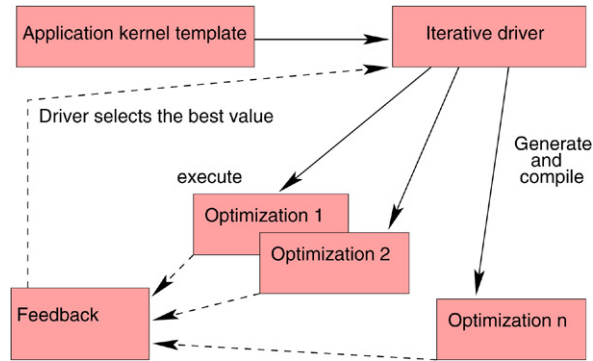 Application kernel template
Iterative driver
Driver selects the best value
Generate
and
compile
execute
Optimization 1
Optimization 2
Feedback
Optimization n